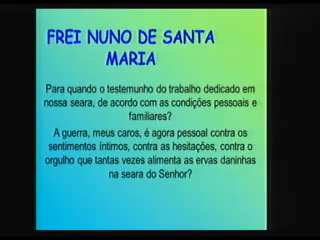 FREI NUNO DE SANTA
MARIA
Para quando o testemunho do trabalho dedicado em
nossa seara, de acordo com as condições pessoais e
familiares?
A guerra, meus caros, é agora pessoal contra os
sentimentos íntimos, contra as hesitações, contra o
orgulho que tantas vezes alimenta as ervas daninhas
na seara do Senhor?